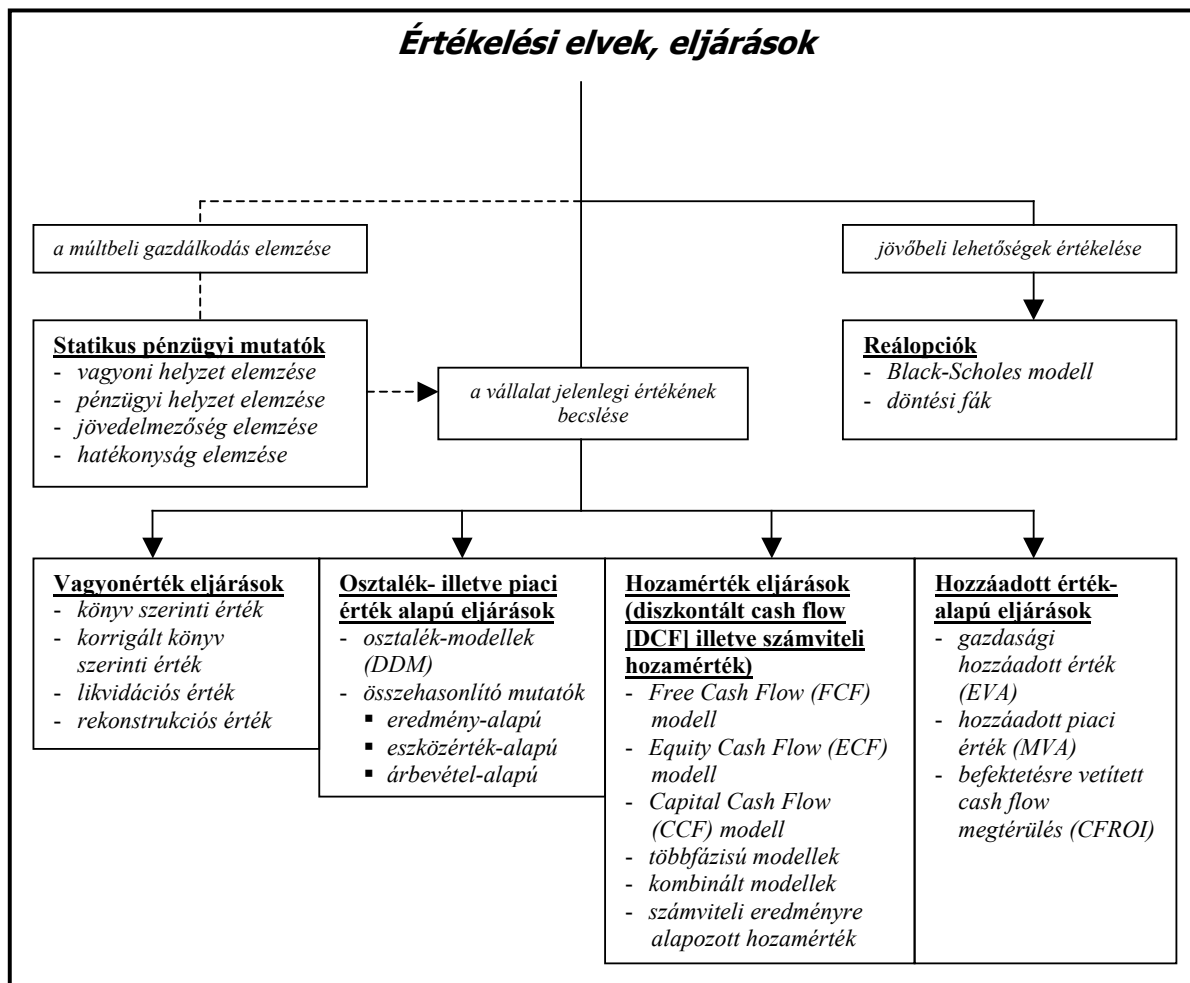 Értékelési elvek, eljárások
a múltbeli gazdálkodás elemzése
jövőbeli lehetőségek értékelése
Statikus pénzügyi mutatók
- vagyoni helyzet elemzése
- pénzügyi helyzet elemzése
- jövedelmezőség elemzése
- hatékonyság elemzése
a vállalat jelenlegi értékének
becslése
Reálopciók
- Black-Scholes modell
- döntési fák
Vagyonérték eljárások
- könyv szerinti érték
- korrigált könyv
szerinti érték
- likvidációs érték
- rekonstrukciós érték
Osztalék- illetve piaci
érték alapú eljárások
- osztalék-modellek
(DDM)
- összehasonlító mutatók
▪ eredmény-alapú
▪ eszközérték-alapú
▪ árbevétel-alapú
Hozamérték eljárások
(diszkontált cash flow
[DCF] illetve számviteli
hozamérték)
- Free Cash Flow (FCF)
modell
- Equity Cash Flow (ECF)
modell
- Capital Cash Flow
(CCF) modell
- többfázisú modellek
- kombinált modellek
- számviteli eredményre
alapozott hozamérték
Hozzáadott érték-
alapú eljárások
- gazdasági
hozzáadott érték
(EVA)
- hozzáadott piaci
érték (MVA)
- befektetésre vetített
cash flow
megtérülés (CFROI)